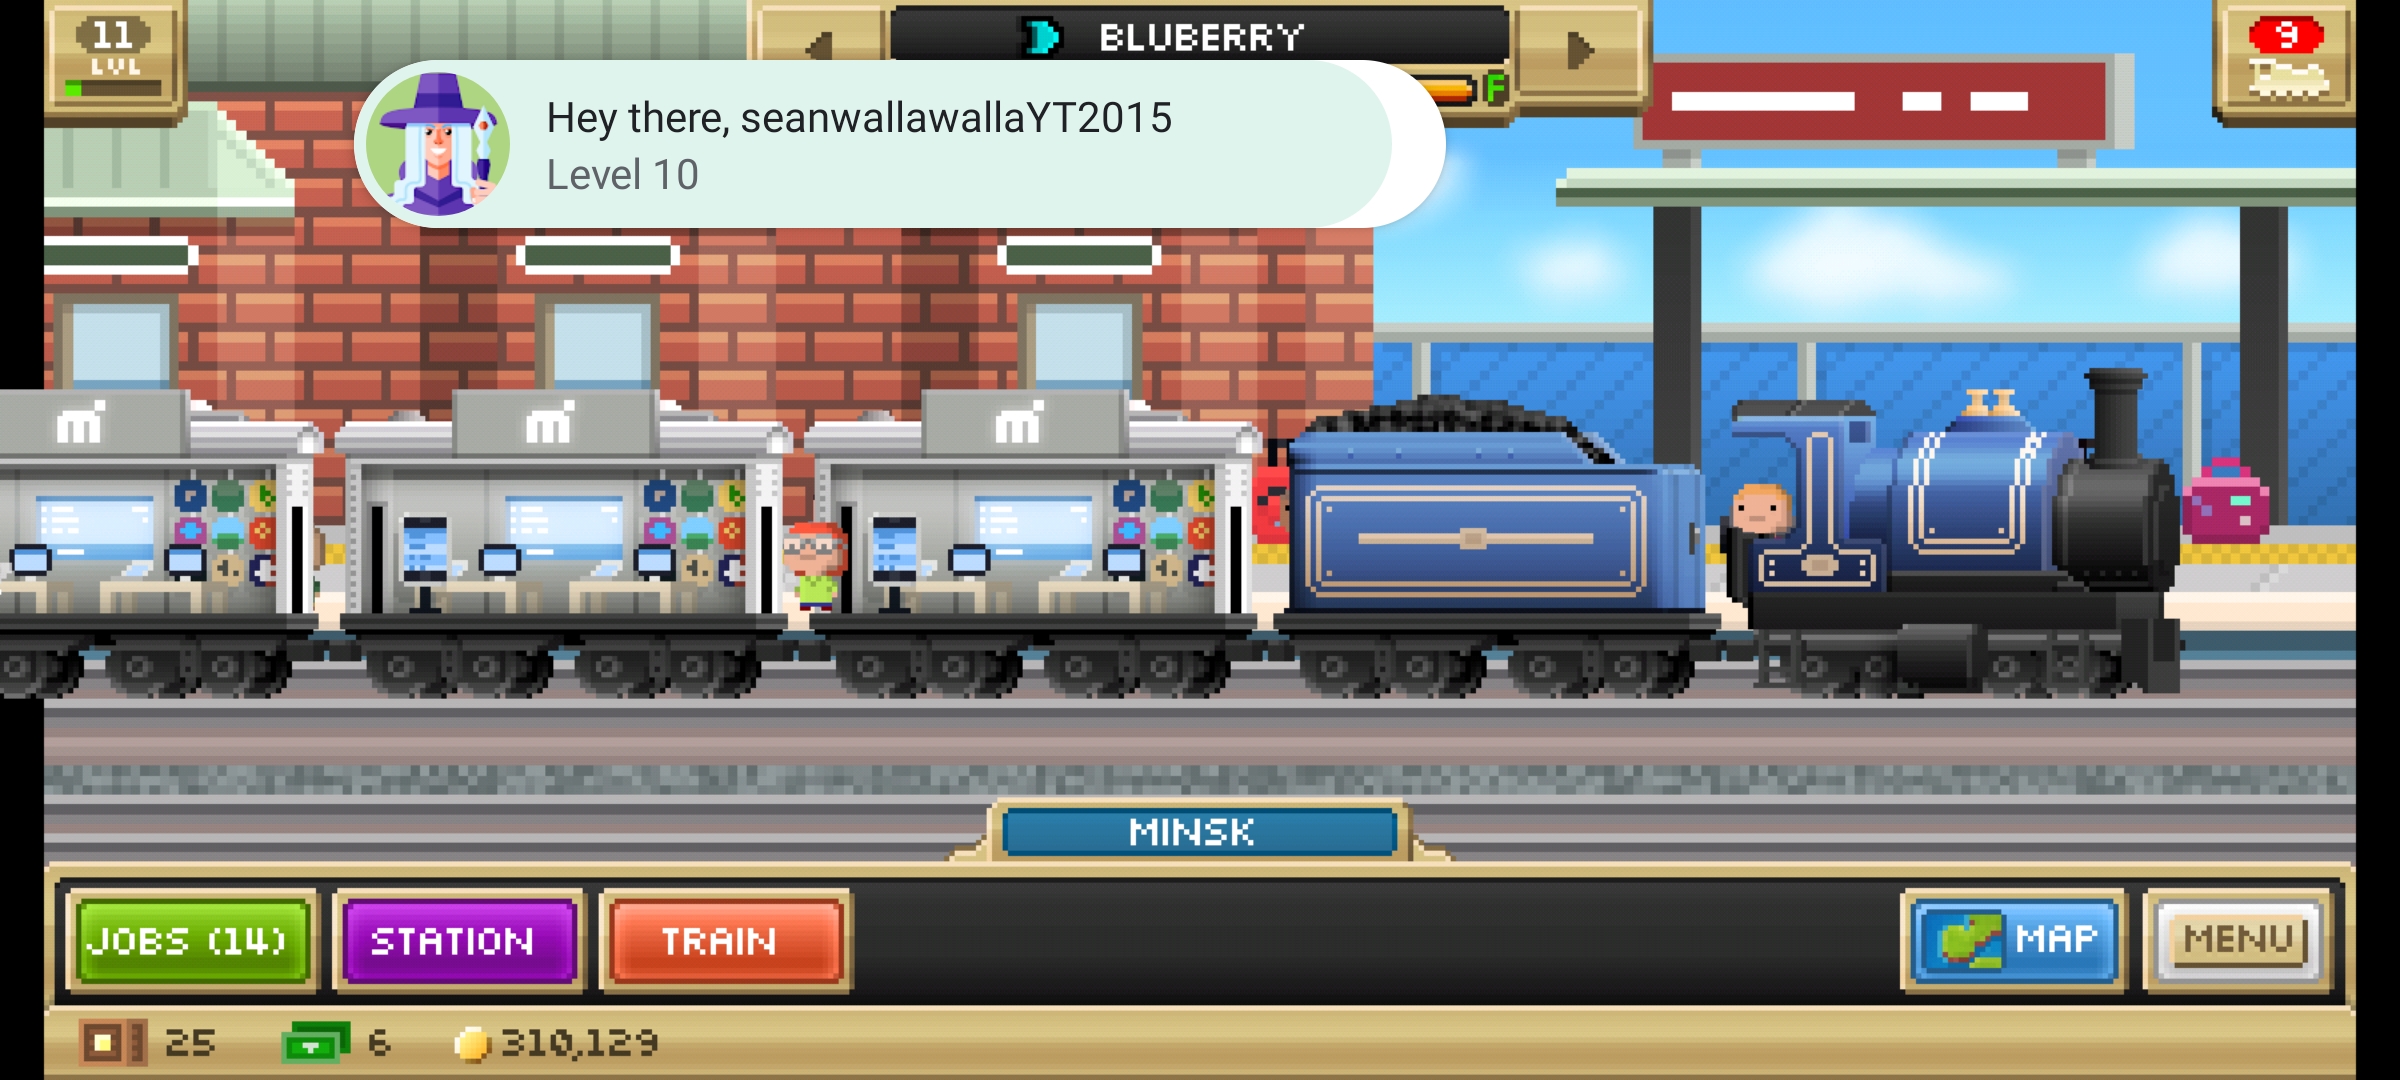 11
LVL
BLUBERRY
9
F
Hey there, seanwallawallaYT2015
Level 10
m
m
m
MINSK
JOBS (14)
STATION
TRAIN
MAP
MENU
25
6
310,129